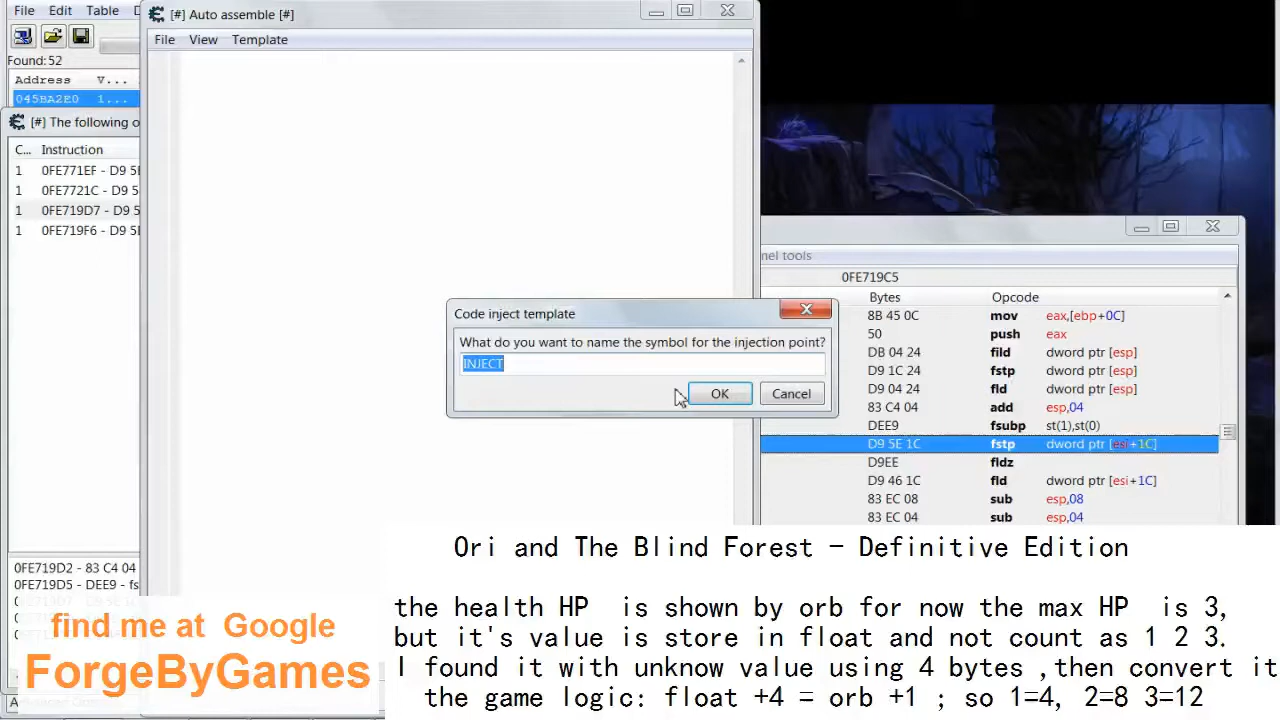 File Edit Table
[#] Auto assemble [#]
File View Template
Found: 52
Address V...
045BA2E0 1...
[#] The following o
C... Instruction
1 0FE771EF - D9 5
1 0FE7721C - D9 5
1 0FE719D7 - D9 5
1 0FE719F6 - D9 5
Code inject template
What do you want to name the symbol for the injection point?
INJECT
OK Cancel
nel tools
0FE719C5
Bytes Opcode
8B 45 0C mov eax,[ebp+0C]
50 push eax
DB 04 24 fild dword ptr [esp]
D9 1C 24 fstp dword ptr [esp]
D9 04 24 fld dword ptr [esp]
83 C4 04 add esp,04
DEE9 fsubp st(1),st(0)
D9 5E 1C fstp dword ptr [esi+1C]
D9EE fldz
D9 46 1C fld dword ptr [esi+1C]
83 EC 08 sub esp,08
83 EC 04 sub esp,04
0FE719D2 - 83 C4 04
0FE719D5 - DEE9 - fs
Ori and The Blind Forest - Definitive Edition
the health HP is shown by orb for now the max HP is 3,
but it's value is store in float and not count as 1 2 3.
I found it with unknow value using 4 bytes ,then convert it
the game logic: float +4 = orb +1 ; so 1=4, 2=8 3=12
find me at Google
ForgeByGames